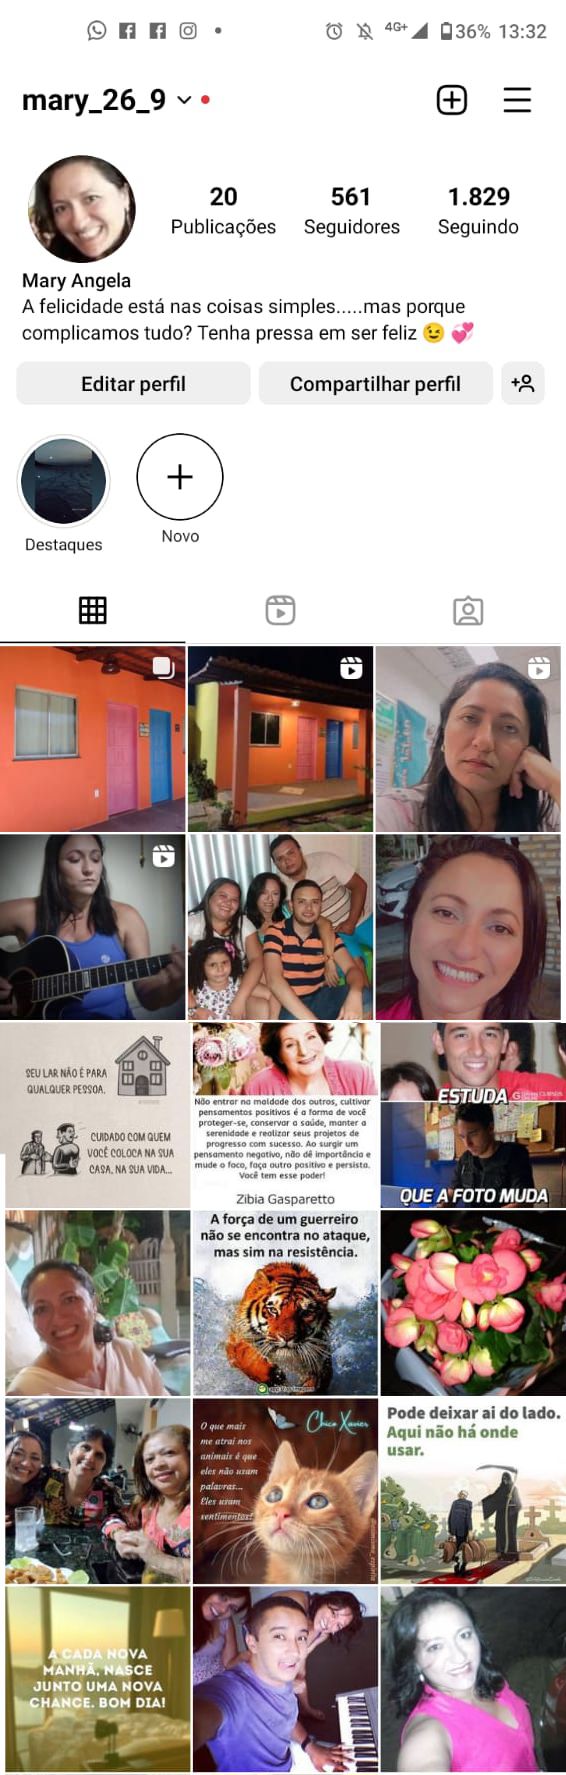 4G+ 36% 13:32
mary_26_9
20 561 1.829
Publicações Seguidores Seguindo
Mary Angela
A felicidade está nas coisas simples.....mas porque
complicamos tudo? Tenha pressa em ser feliz 😉 💞
Editar perfil Compartilhar perfil
Destaques Novo
SEU LAR NÃO É PARA
QUALQUER PESSOA.
CUIDADO COM QUEM
VOCÊ COLOCA NA SUA
CASA, NA SUA VIDA...
Não entrar na maldade dos outros, cultivar
pensamentos positivos é a forma de você
proteger-se, conservar a saúde, manter a
serenidade e realizar seus projetos de
progresso com sucesso. Ao surgir um
pensamento negativo, não dê importância e
mude o foco, faça outro positivo e persista.
Você tem esse poder!
Zibia Gasparetto
ESTUDA
QUE A FOTO MUDA
A força de um guerreiro
não se encontra no ataque,
mas sim na resistência.
Chico Xavier
O que mais
me atrai nos
animais é que
eles não usam
palavras...
Eles usam
sentimentos!
Pode deixar ai do lado.
Aqui não há onde
usar.
A CADA NOVA
MANHÃ, NASCE
JUNTO UMA NOVA
CHANCE. BOM DIA!